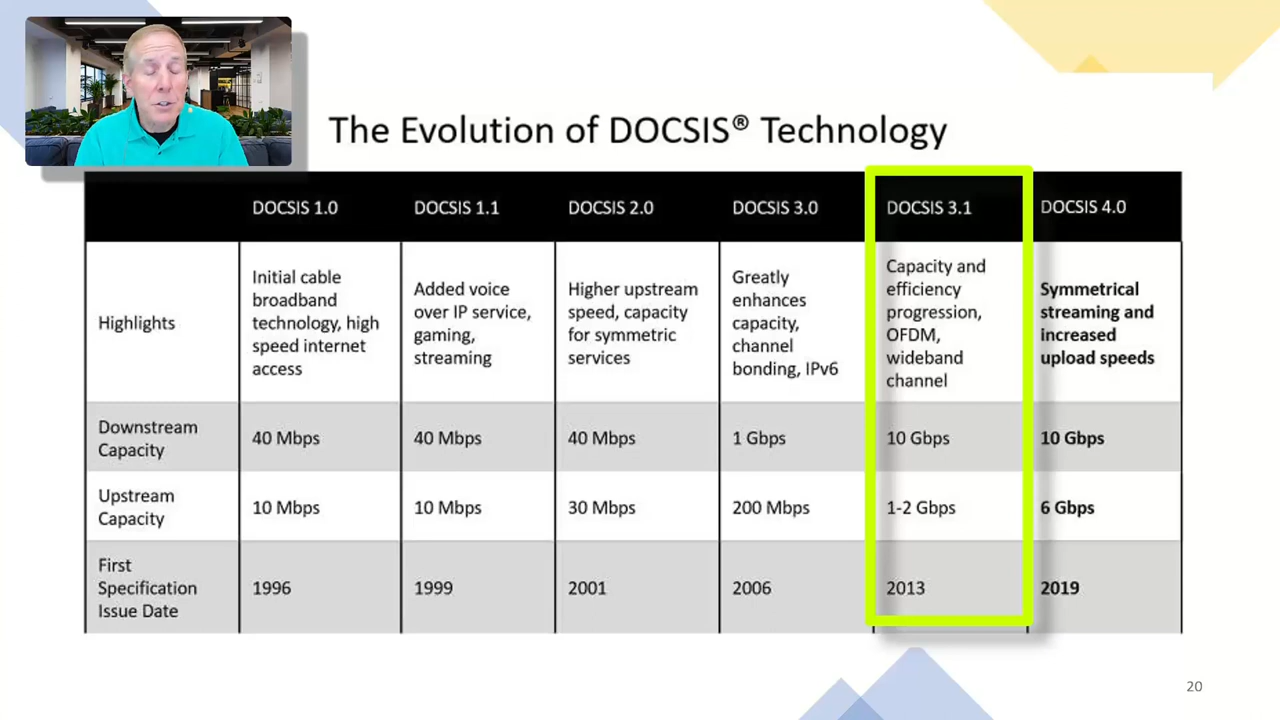 The Evolution of DOCSIS® Technology
DOCSIS 1.0
DOCSIS 1.1
DOCSIS 2.0
DOCSIS 3.0
DOCSIS 3.1
DOCSIS 4.0
Highlights
Initial cable
broadband
technology, high
speed internet
access
Added voice
over IP service,
gaming,
streaming
Higher upstream
speed, capacity
for symmetric
services
Greatly
enhances
capacity,
channel
bonding, IPv6
Capacity and
efficiency
progression,
OFDM,
wideband
channel
Symmetrical
streaming and
increased
upload speeds
Downstream
Capacity
40 Mbps
40 Mbps
40 Mbps
1 Gbps
10 Gbps
10 Gbps
Upstream
Capacity
10 Mbps
10 Mbps
30 Mbps
200 Mbps
1-2 Gbps
6 Gbps
First
Specification
Issue Date
1996
1999
2001
2006
2013
2019
20